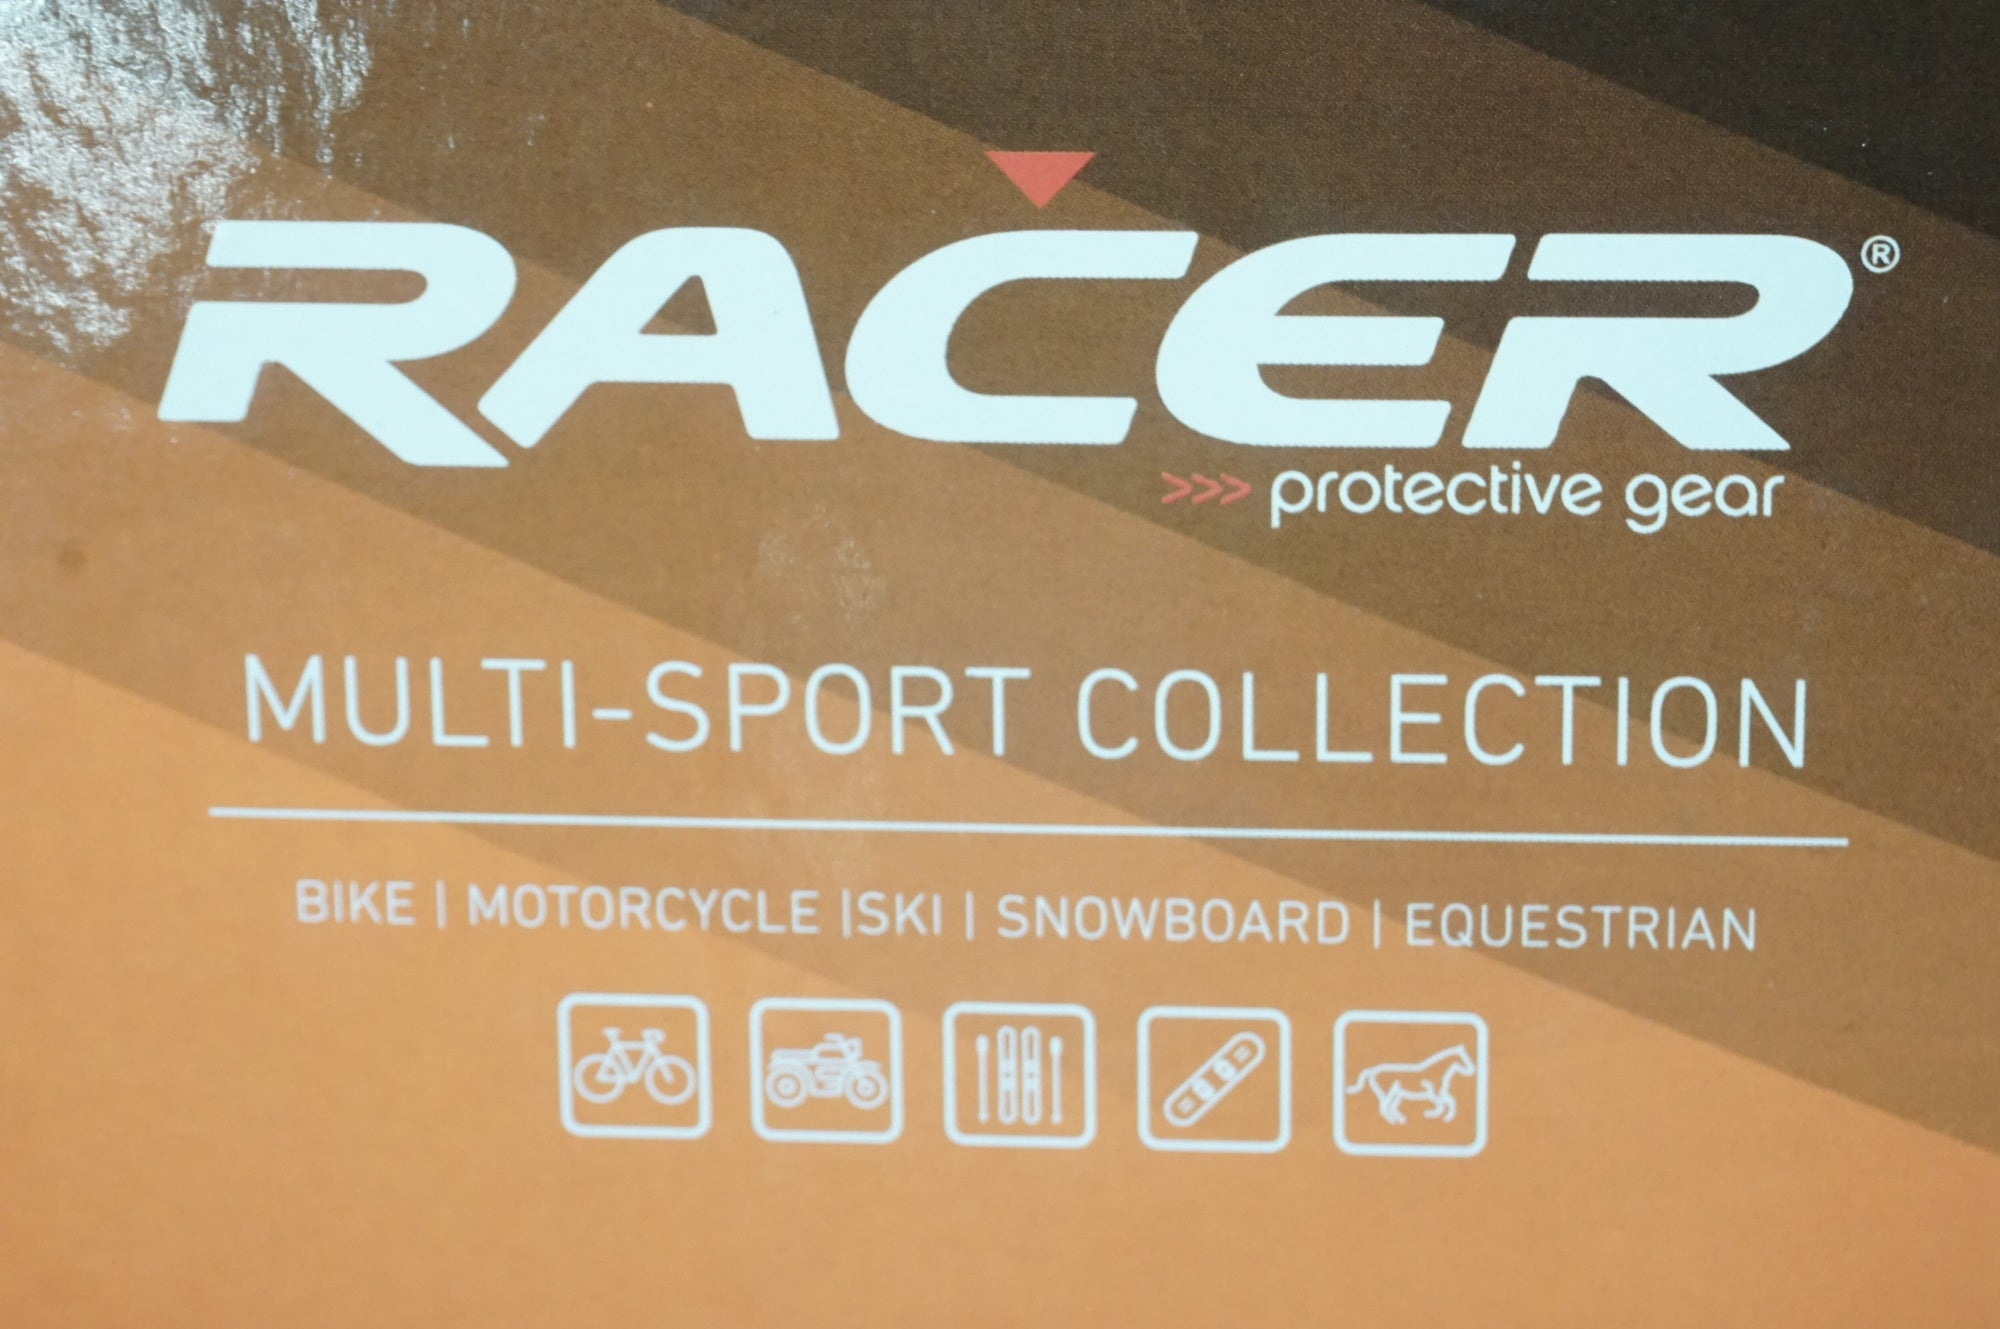 RACER®
>>> protective gear
MULTI-SPORT COLLECTION
BIKE | MOTORCYCLE |SKI | SNOWBOARD | EQUESTRIAN